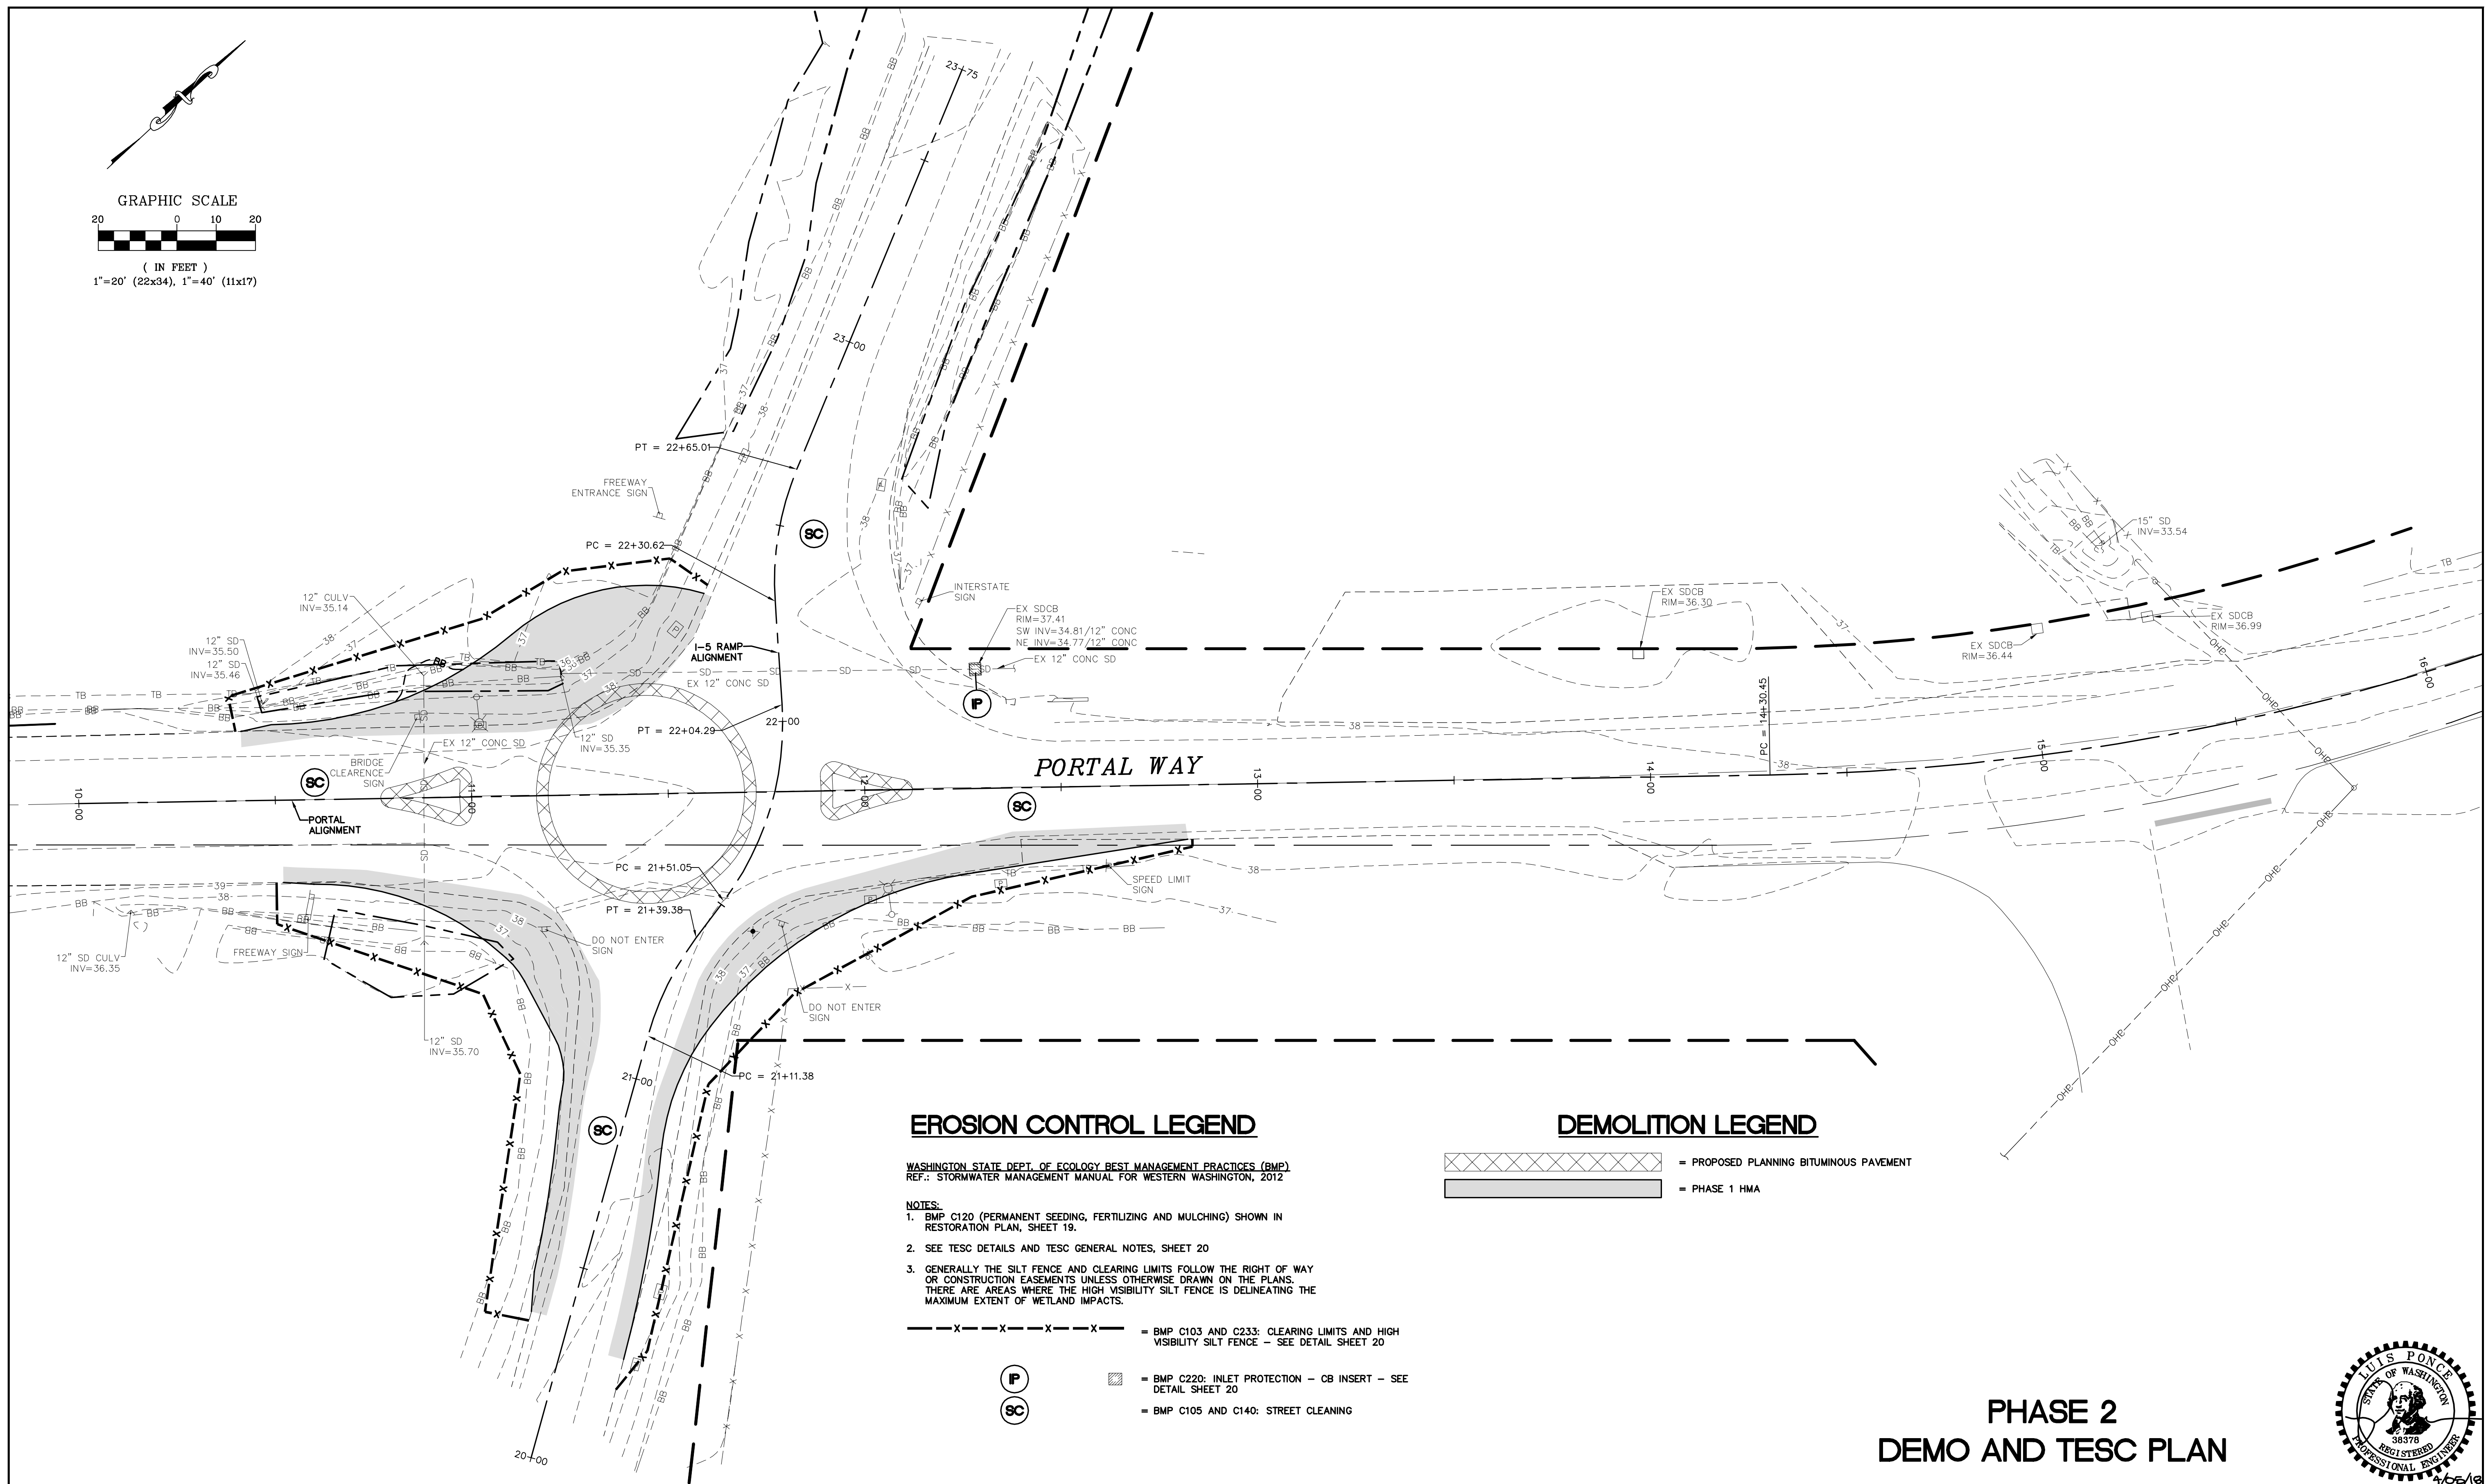 GRAPHIC SCALE
20 0 10 20
( IN FEET )
1"=20' (22x34), 1"=40' (11x17)
23+75
23+00
PT = 22+65.01
FREEWAY
ENTRANCE SIGN
PC = 22+30.62
12" CULV
INV=35.14
12" SD
INV=35.50
12" SD
INV=35.46
I-5 RAMP
ALIGNMENT
EX 12" CONC SD
PT = 22+04.29
22+00
12" SD
INV=35.35
EX 12" CONC SD
BRIDGE
CLEARENCE
SIGN
INTERSTATE
SIGN
EX SDCB
RIM=37.41
SW INV=34.81/12" CONC
NE INV=34.77/12" CONC
EX 12" CONC SD
IP
EX SDCB
RIM=36.30
15" SD
INV=33.54
EX SDCB
RIM=36.99
EX SDCB
RIM=36.44
PC = 14+30.45
PORTAL WAY
10+00
11+00
12+00
13+00
14+00
15+00
16+00
SC
SC
SC
SC
PORTAL
ALIGNMENT
PC = 21+51.05
PT = 21+39.38
SPEED LIMIT
SIGN
DO NOT ENTER
SIGN
DO NOT ENTER
SIGN
FREEWAY SIGN
12" SD CULV
INV=36.35
12" SD
INV=35.70
21+00
PC = 21+11.38
20+00
EROSION CONTROL LEGEND
WASHINGTON STATE DEPT. OF ECOLOGY BEST MANAGEMENT PRACTICES (BMP)
REF.: STORMWATER MANAGEMENT MANUAL FOR WESTERN WASHINGTON, 2012
NOTES:
1. BMP C120 (PERMANENT SEEDING, FERTILIZING AND MULCHING) SHOWN IN
RESTORATION PLAN, SHEET 19.
2. SEE TESC DETAILS AND TESC GENERAL NOTES, SHEET 20
3. GENERALLY THE SILT FENCE AND CLEARING LIMITS FOLLOW THE RIGHT OF WAY
OR CONSTRUCTION EASEMENTS UNLESS OTHERWISE DRAWN ON THE PLANS.
THERE ARE AREAS WHERE THE HIGH VISIBILITY SILT FENCE IS DELINEATING THE
MAXIMUM EXTENT OF WETLAND IMPACTS.
= BMP C103 AND C233: CLEARING LIMITS AND HIGH
VISIBILITY SILT FENCE – SEE DETAIL SHEET 20
IP = BMP C220: INLET PROTECTION – CB INSERT – SEE
DETAIL SHEET 20
SC = BMP C105 AND C140: STREET CLEANING
DEMOLITION LEGEND
= PROPOSED PLANNING BITUMINOUS PAVEMENT
= PHASE 1 HMA
PHASE 2
DEMO AND TESC PLAN
LUIS PONCE
STATE OF WASHINGTON
38378
REGISTERED
PROFESSIONAL ENGINEER